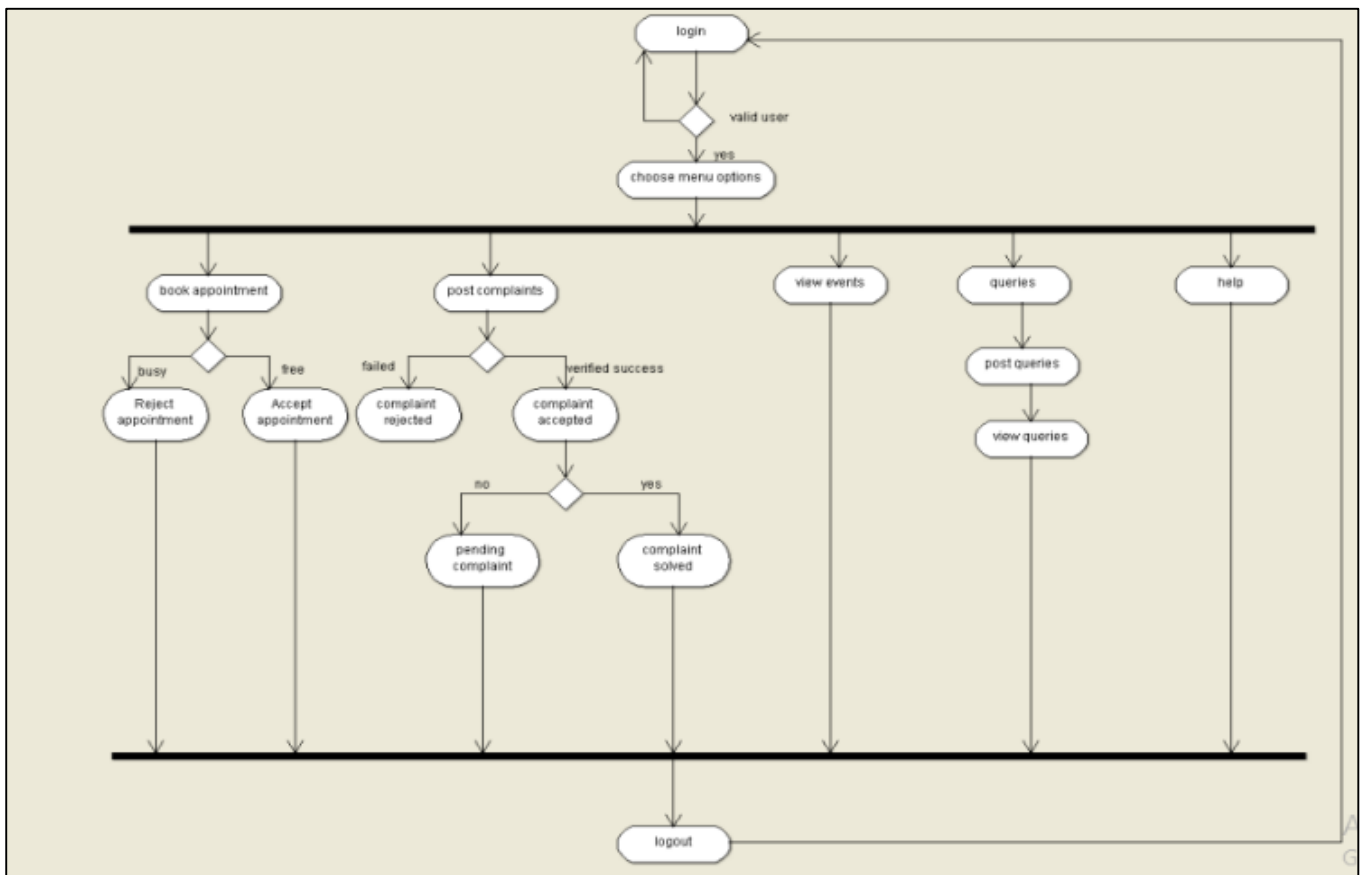 login
valid user
yes
choose menu options
book appointment
post complaints
view events
queries
help
busy
free
failed
verified success
post queries
Reject
appointment
Accept
appointment
complaint
rejected
complaint
accepted
view queries
no
yes
pending
complaint
complaint
solved
logout